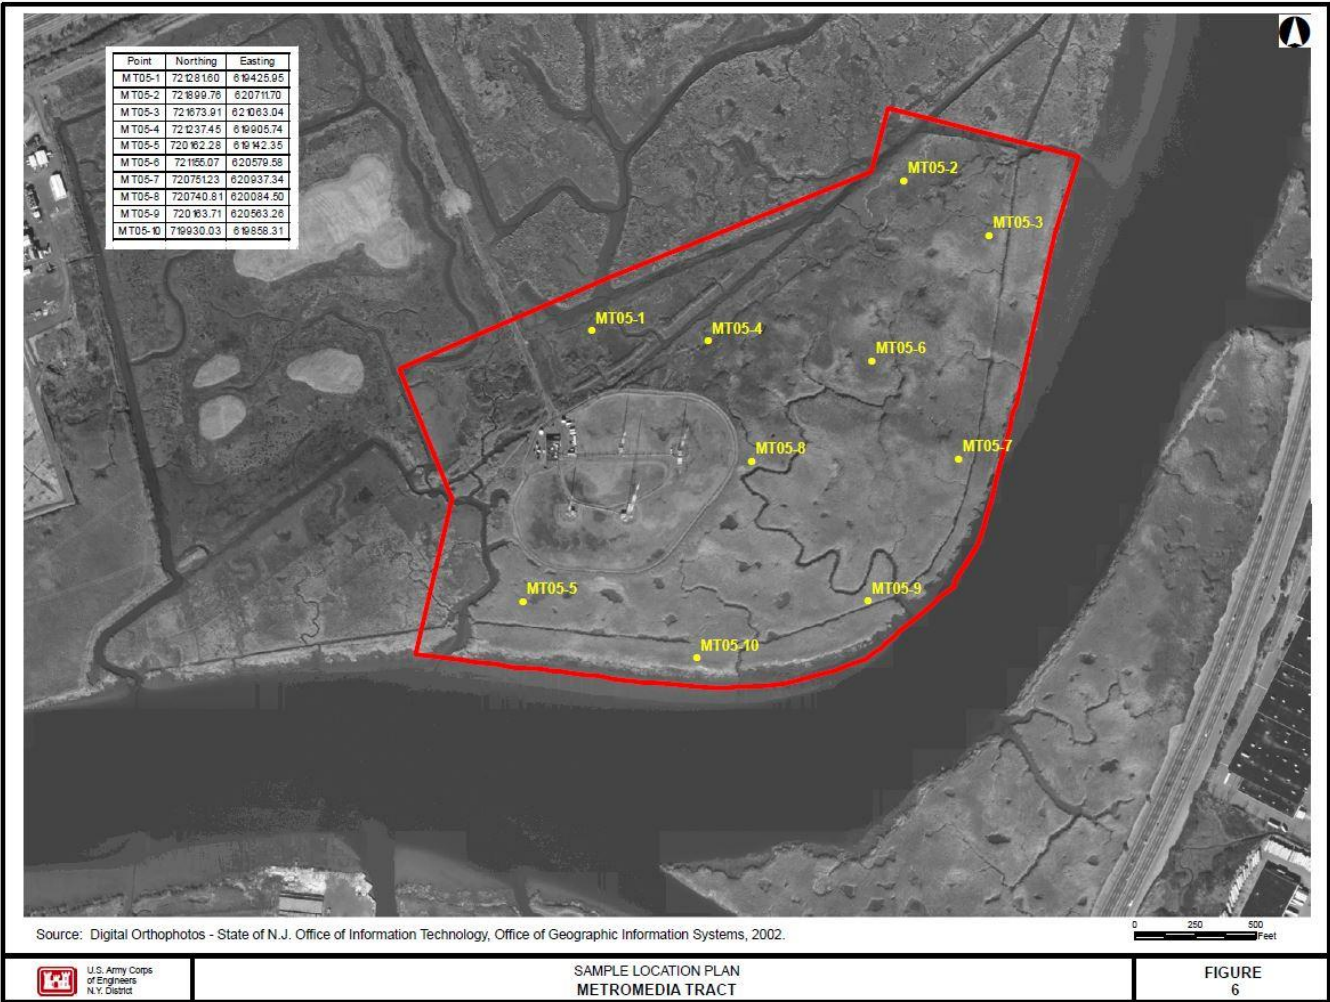 Point Northing Easting
MT05-1 721281.60 619425.95
MT05-2 721899.76 620711.70
MT05-3 721673.91 621063.04
MT05-4 721237.45 619905.74
MT05-5 720162.28 619142.35
MT05-6 721155.07 620579.58
MT05-7 720751.23 620937.34
MT05-8 720740.81 620084.50
MT05-9 720163.71 620563.26
MT05-10 719930.03 619858.31
MT05-2
MT05-3
MT05-1
MT05-4
MT05-6
MT05-8
MT05-7
MT05-5
MT05-9
MT05-10
Source: Digital Orthophotos - State of N.J. Office of Information Technology, Office of Geographic Information Systems, 2002.
0 250 500
Feet
U.S. Army Corps
of Engineers
N.Y. District
SAMPLE LOCATION PLAN
METROMEDIA TRACT
FIGURE
6